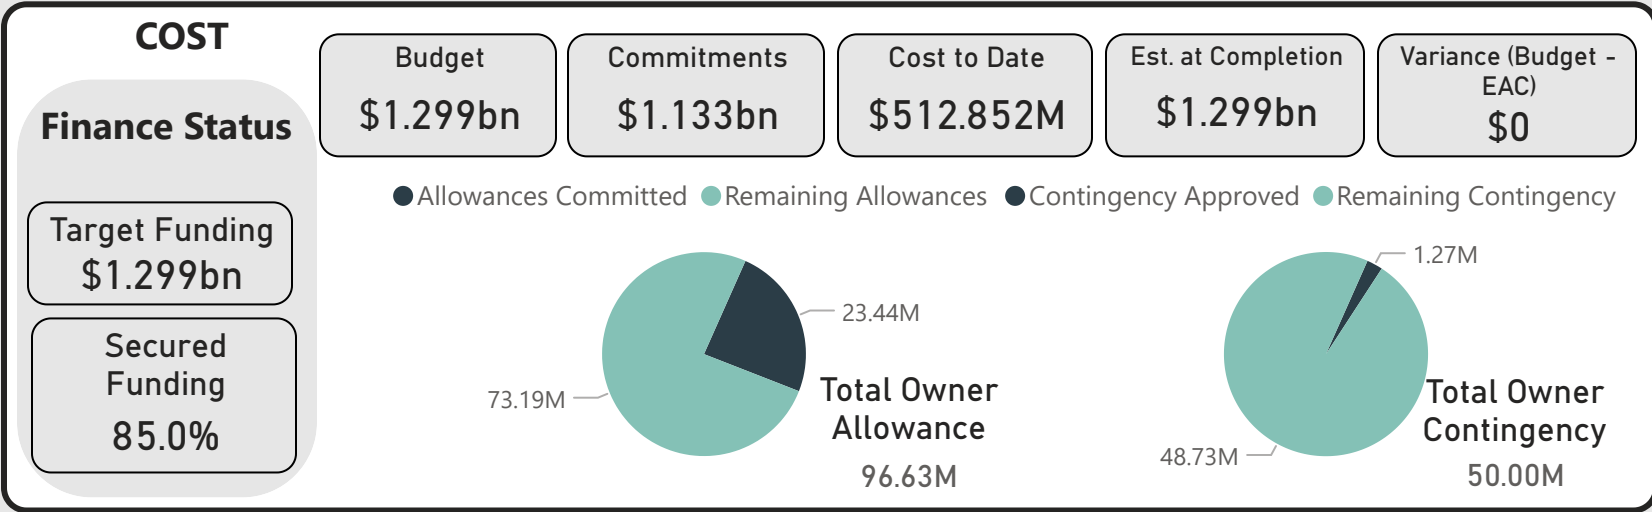 COST
Finance Status
Target Funding
$1.299bn
Secured
Funding
85.0%
Budget
$1.299bn
Commitments
$1.133bn
Cost to Date
$512.852M
Est. at Completion
$1.299bn
Variance (Budget -
EAC)
$0
Allowances Committed Remaining Allowances Contingency Approved Remaining Contingency
23.44M
73.19M
Total Owner
Allowance
96.63M
1.27M
48.73M
Total Owner
Contingency
50.00M